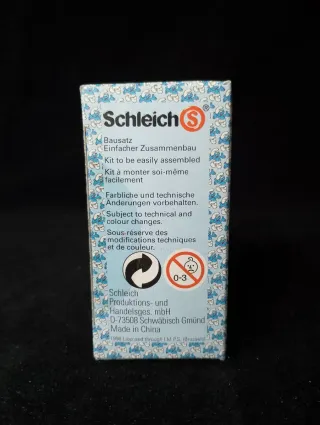 Schleich S ®
Bausatz
Einfacher Zusammenbau
Kit to be easily assembled
Kit à monter soi-même
facilement
Farbliche und technische
Änderungen vorbehalten.
Subject to technical and
colour changes.
Sous réserve des
modifications techniques
et de couleur.
0-3
Schleich
Produktions- und
Handelsges. mbH
D-73508 Schwäbisch Gmünd
Made in China